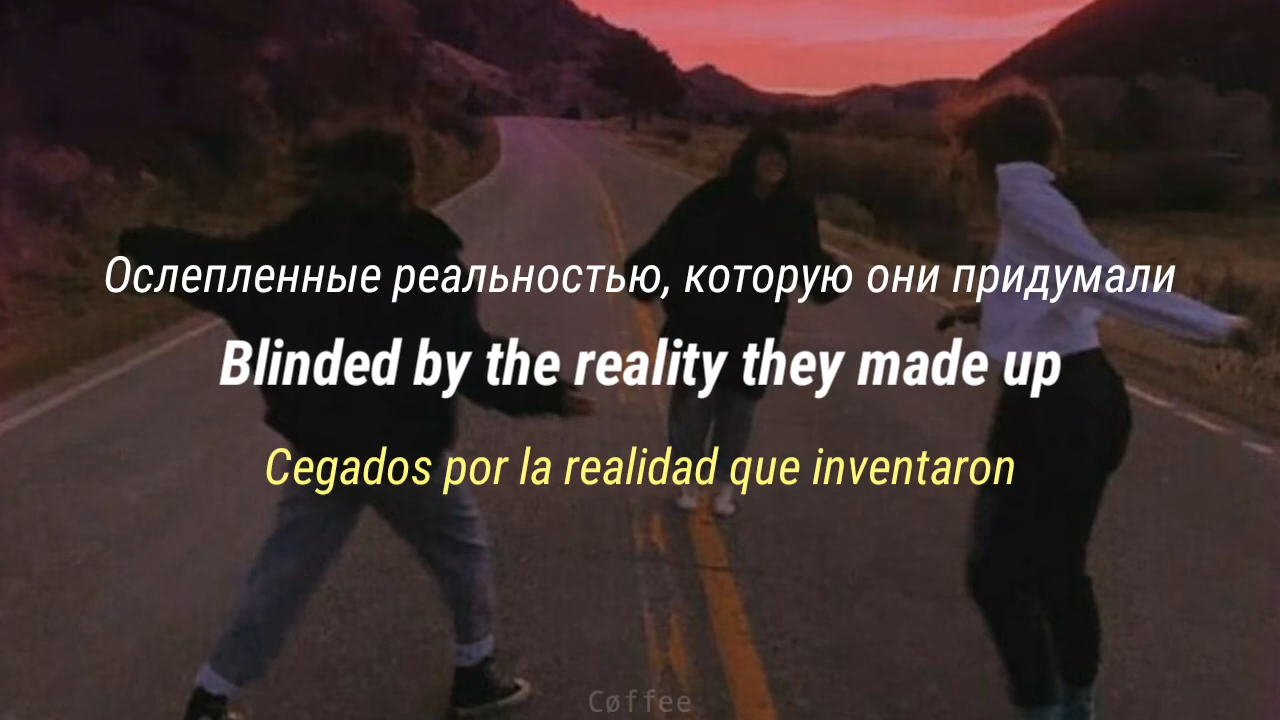 Ослепленные реальностью, которую они придумали
Blinded by the reality they made up
Cegados por la realidad que inventaron
Cøffee